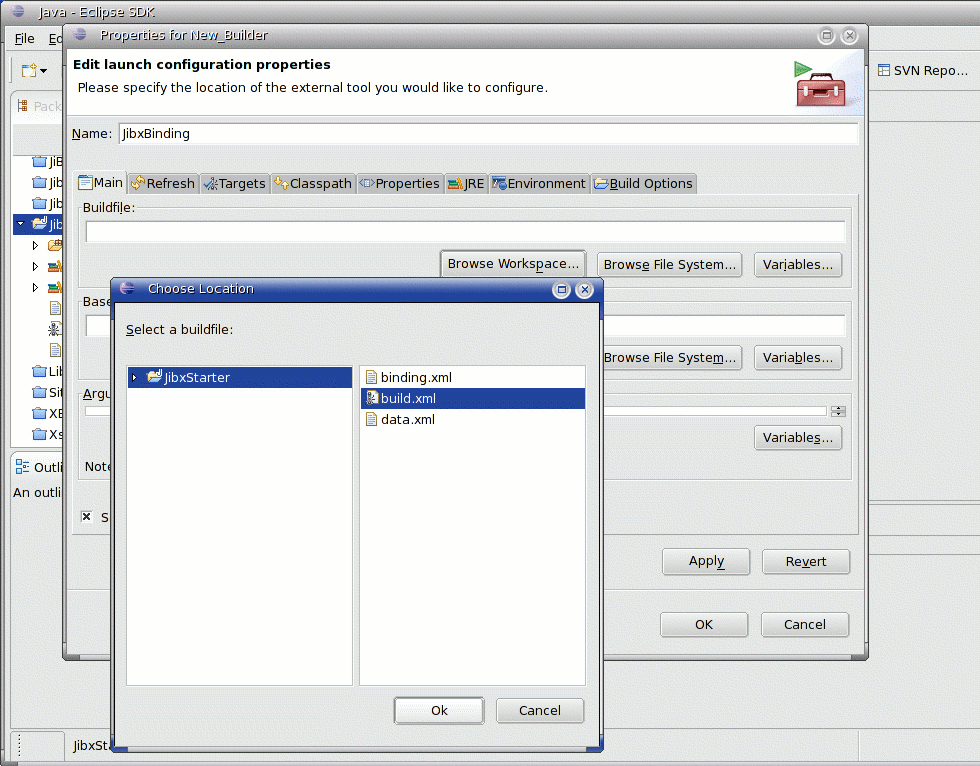 Java - Eclipse SDK
File Ed
Properties for New_Builder
Edit launch configuration properties
Please specify the location of the external tool you would like to configure.
SVN Repo...
Pack
Name: JibxBinding
Main Refresh Targets Classpath Properties JRE Environment Build Options
JiB
Jib
Jib
Jib
Buildfile:
Browse Workspace... Browse File System... Variables...
Choose Location
Base
Select a buildfile:
Browse File System... Variables...
JibxStarter
binding.xml
build.xml
data.xml
Lib
Sit
XB
Xs
Argu
Variables...
Note
Outli
An outli
S
Apply Revert
OK Cancel
Ok Cancel
JibxSta